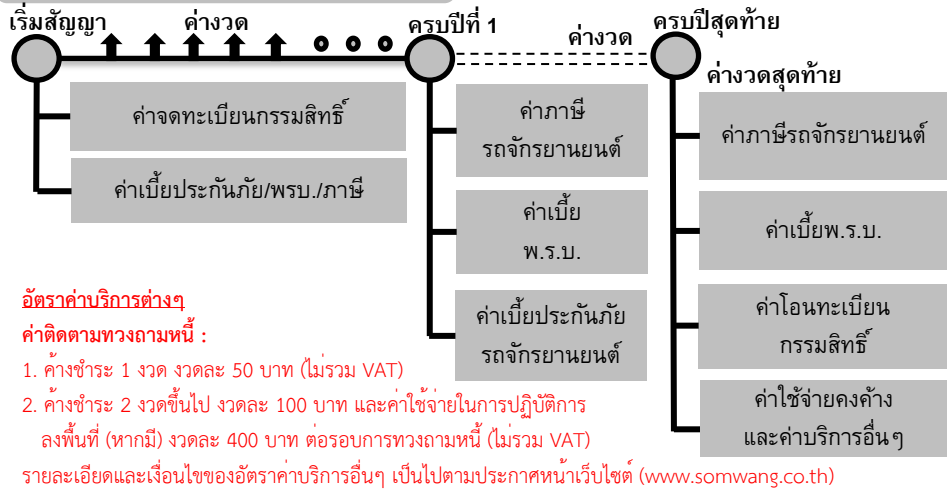 เริ่มสัญญา
ค่างวด
ครบปีที่ 1
ค่างวด
ครบปีสุดท้าย
ค่างวดสุดท้าย
ค่าจดทะเบียนกรรมสิทธิ์
ค่าเบี้ยประกันภัย/พรบ./ภาษี
ค่าภาษี
รถจักรยานยนต์
ค่าเบี้ย
พ.ร.บ.
ค่าเบี้ยประกันภัย
รถจักรยานยนต์
ค่าภาษีรถจักรยานยนต์
ค่าเบี้ยพ.ร.บ.
ค่าโอนทะเบียน
กรรมสิทธิ์
ค่าใช้จ่ายคงค้าง
และค่าบริการอื่นๆ
อัตราค่าบริการต่างๆ
ค่าติดตามทวงถามหนี้ :
1. ค้างชำระ 1 งวด งวดละ 50 บาท (ไม่รวม VAT)
2. ค้างชำระ 2 งวดขึ้นไป งวดละ 100 บาท และค่าใช้จ่ายในการปฏิบัติการ
ลงพื้นที่ (หากมี) งวดละ 400 บาท ต่อรอบการทวงถามหนี้ (ไม่รวม VAT)
รายละเอียดและเงื่อนไขของอัตราค่าบริการอื่นๆ เป็นไปตามประกาศหน้าเว็บไซต์ (www.somwang.co.th)